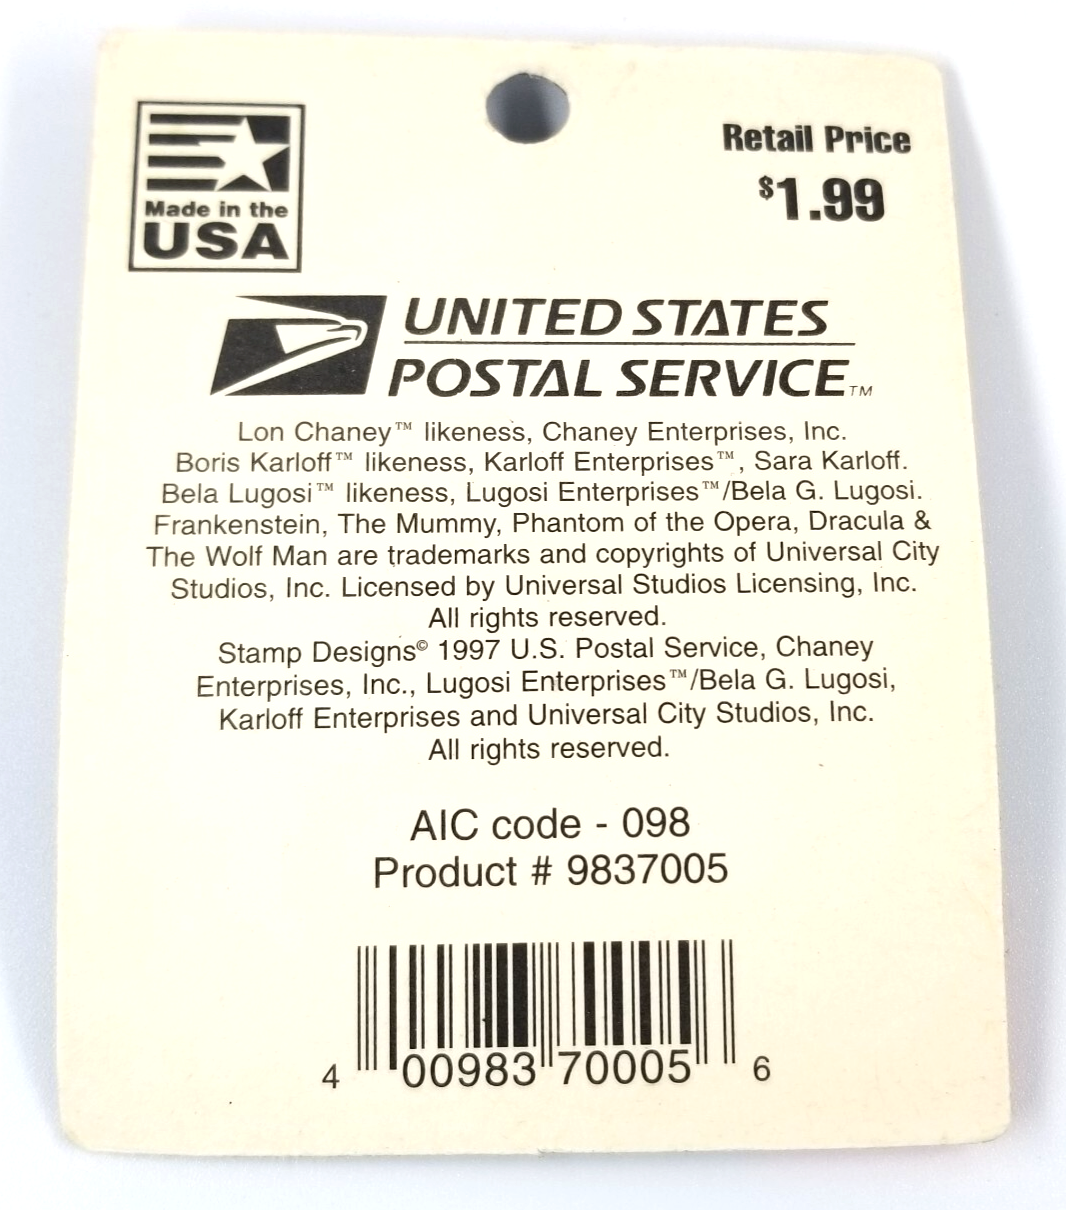 Made in the
USA
Retail Price
$1.99
UNITED STATES
POSTAL SERVICE™
Lon Chaney™ likeness, Chaney Enterprises, Inc.
Boris Karloff™ likeness, Karloff Enterprises™, Sara Karloff.
Bela Lugosi™ likeness, Lugosi Enterprises™/Bela G. Lugosi.
Frankenstein, The Mummy, Phantom of the Opera, Dracula &
The Wolf Man are trademarks and copyrights of Universal City
Studios, Inc. Licensed by Universal Studios Licensing, Inc.
All rights reserved.
Stamp Designs© 1997 U.S. Postal Service, Chaney
Enterprises, Inc., Lugosi Enterprises™/Bela G. Lugosi,
Karloff Enterprises and Universal City Studios, Inc.
All rights reserved.
AIC code - 098
Product # 9837005
4 00983 70005 6